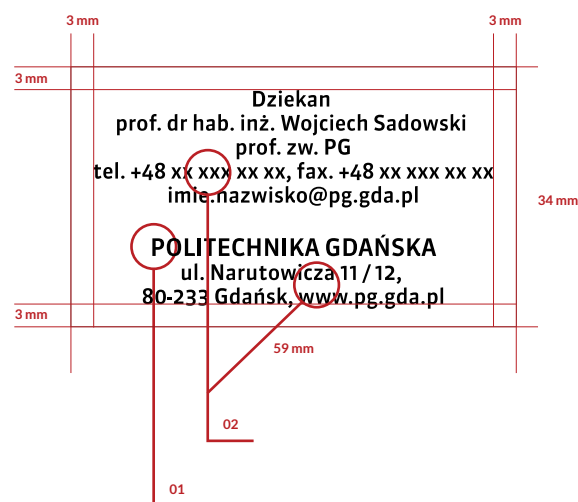 3 mm
3 mm
3 mm
Dziekan
prof. dr hab. inż. Wojciech Sadowski
prof. zw. PG
tel. +48 xx xxx xx xx, fax. +48 xx xxx xx xx
imie.nazwisko@pg.gda.pl
34 mm
POLITECHNIKA GDAŃSKA
ul. Narutowicza 11 / 12,
80-233 Gdańsk, www.pg.gda.pl
3 mm
59 mm
02
01